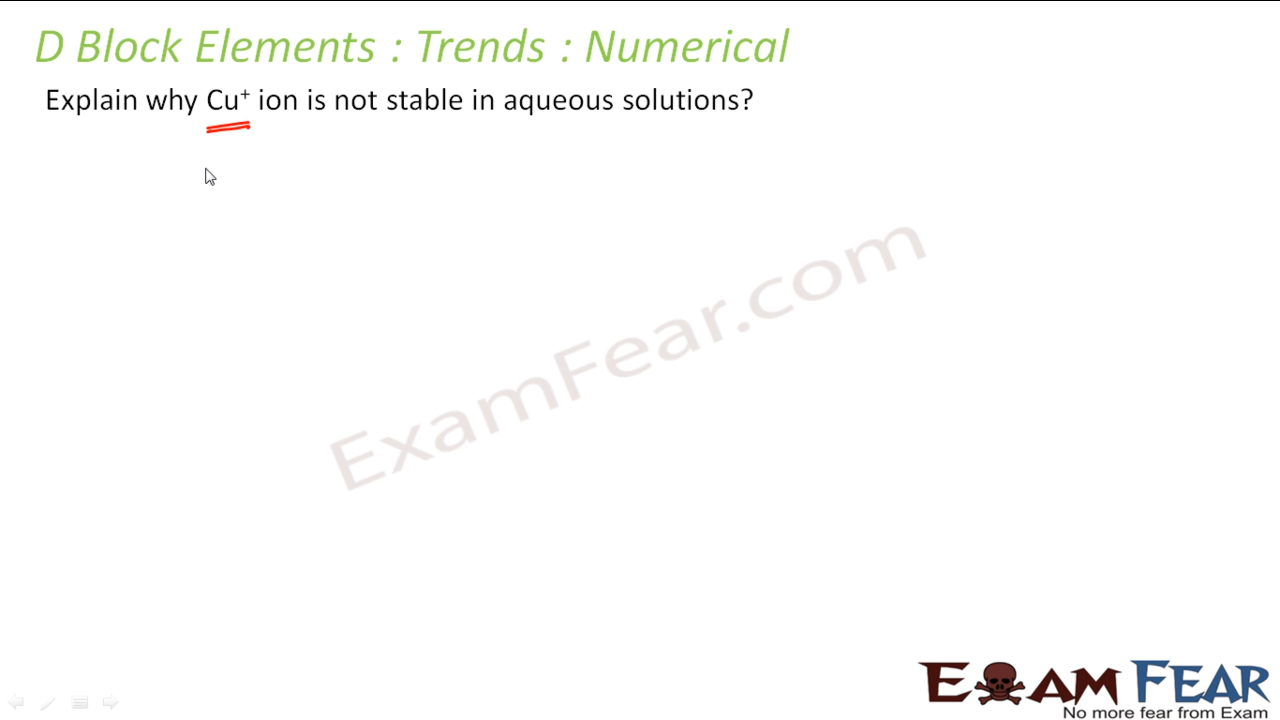 D Block Elements : Trends : Numerical
Explain why Cu⁺ ion is not stable in aqueous solutions?
ExamFear.com
EXAM FEAR
No more fear from Exam